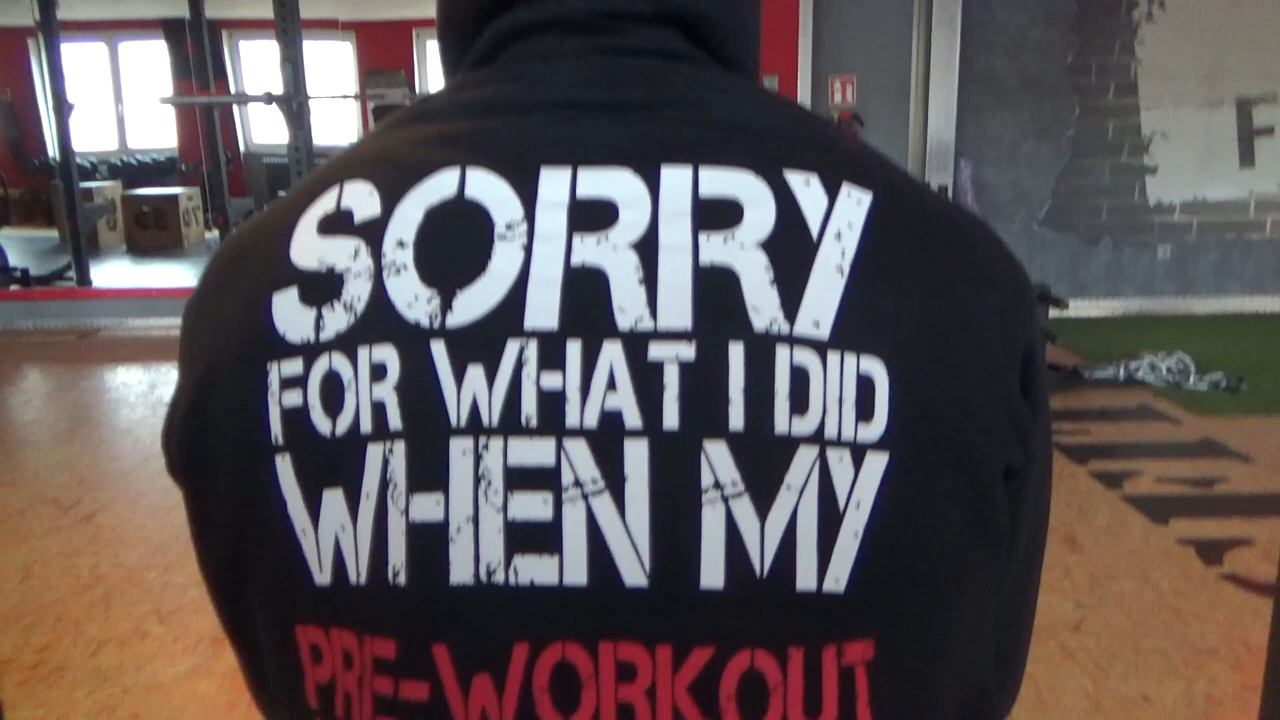 SORRY
FOR WHAT I DID
WHEN MY
PRE-WORKOUT
F